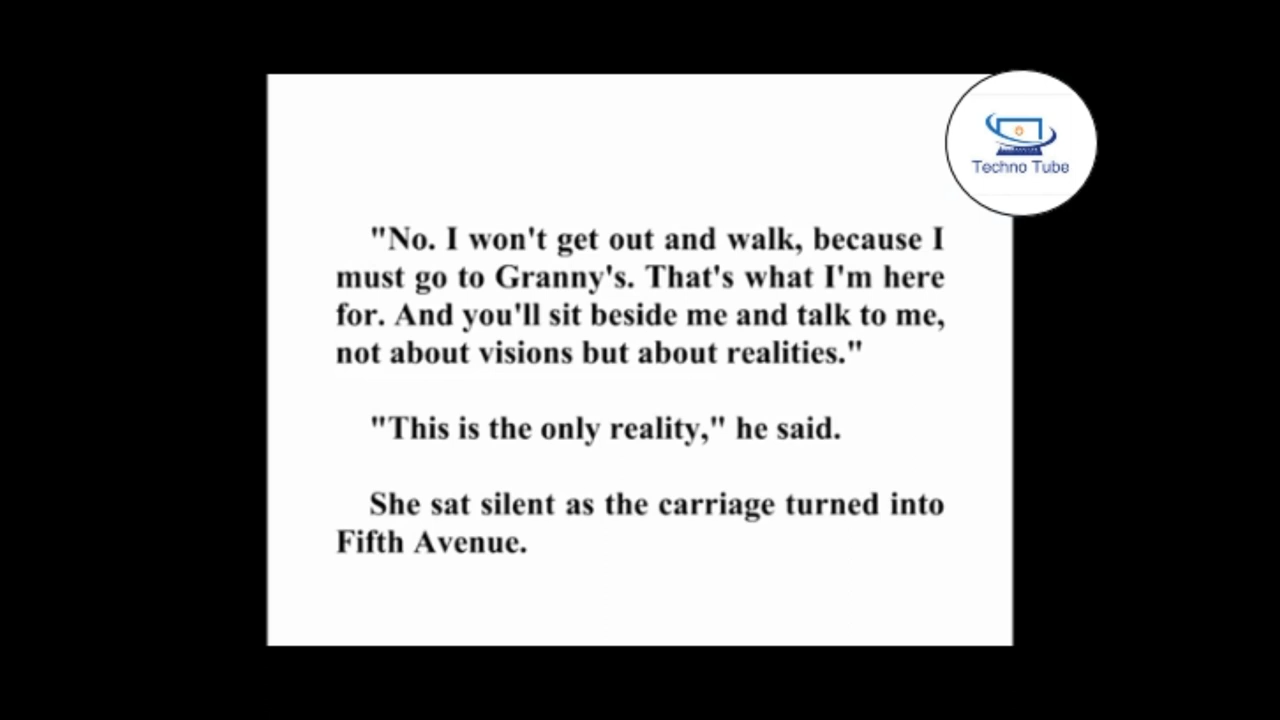 Techno Tube
"No. I won't get out and walk, because I
must go to Granny's. That's what I'm here
for. And you'll sit beside me and talk to me,
not about visions but about realities."
"This is the only reality," he said.
She sat silent as the carriage turned into
Fifth Avenue.